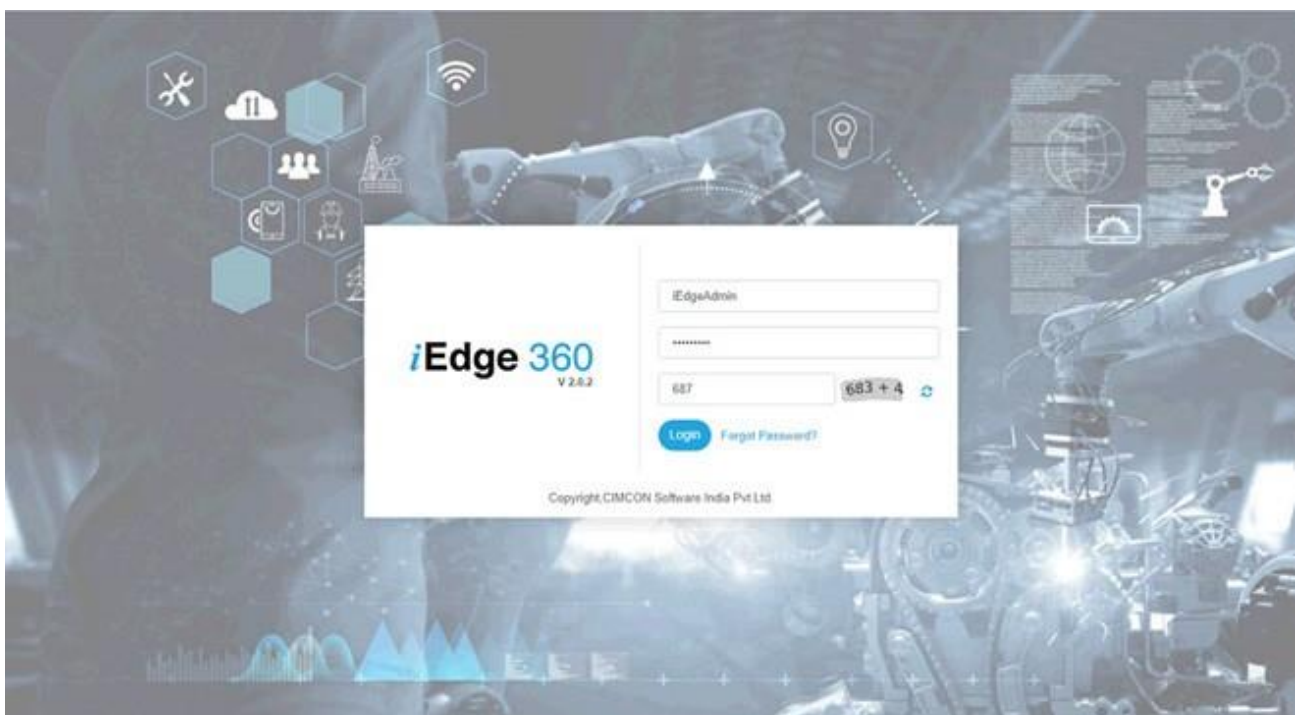 iEdge 360
V 2.0.2
iEdgeAdmin
687
683 + 4
Login
Forgot Password?
Copyright,CIMCON Software India Pvt.Ltd.